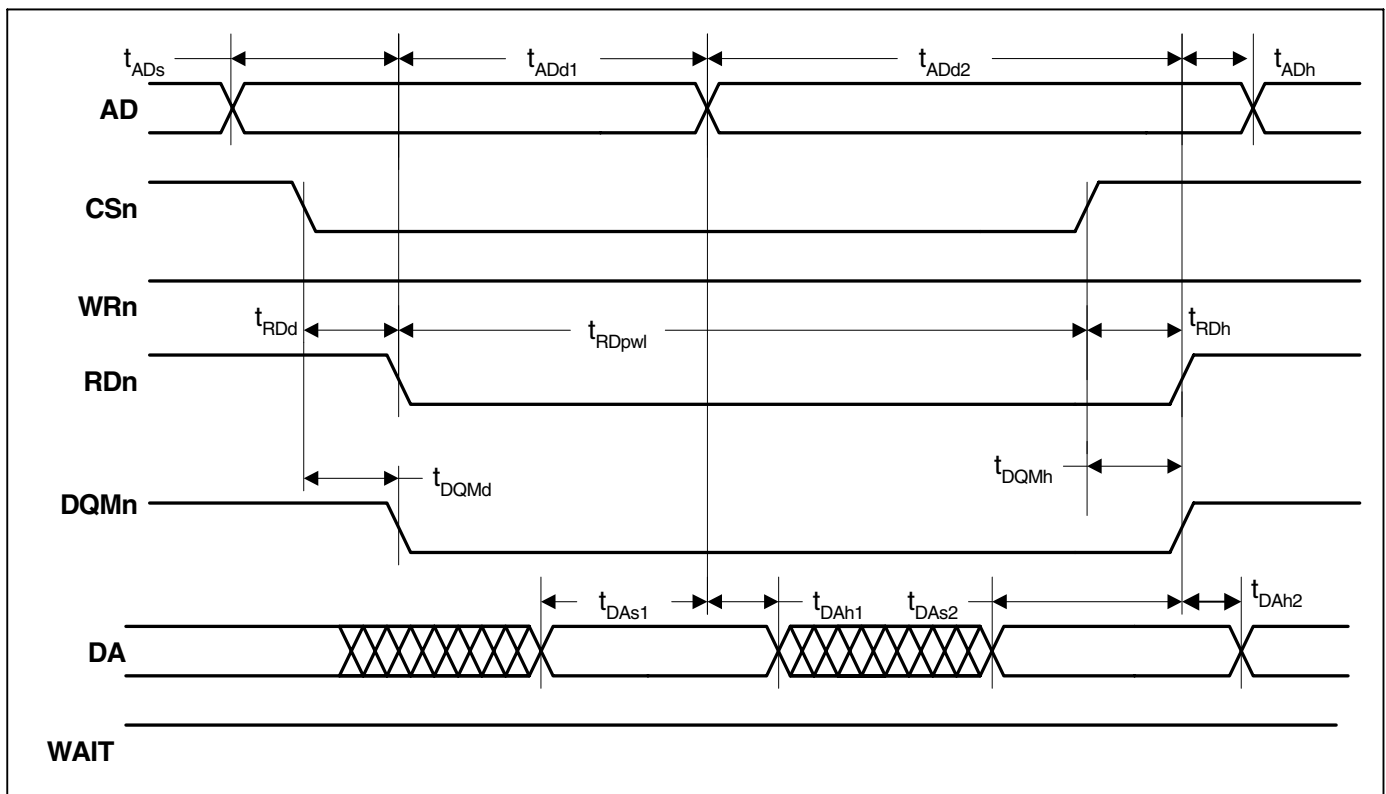 tADs tADd1 tADd2 tADh
AD
CSn
WRn
tRDd tRDpwl tRDh
RDn
tDQMd tDQMh
DQMn
tDAs1 tDAh1 tDAs2 tDAh2
DA
WAIT